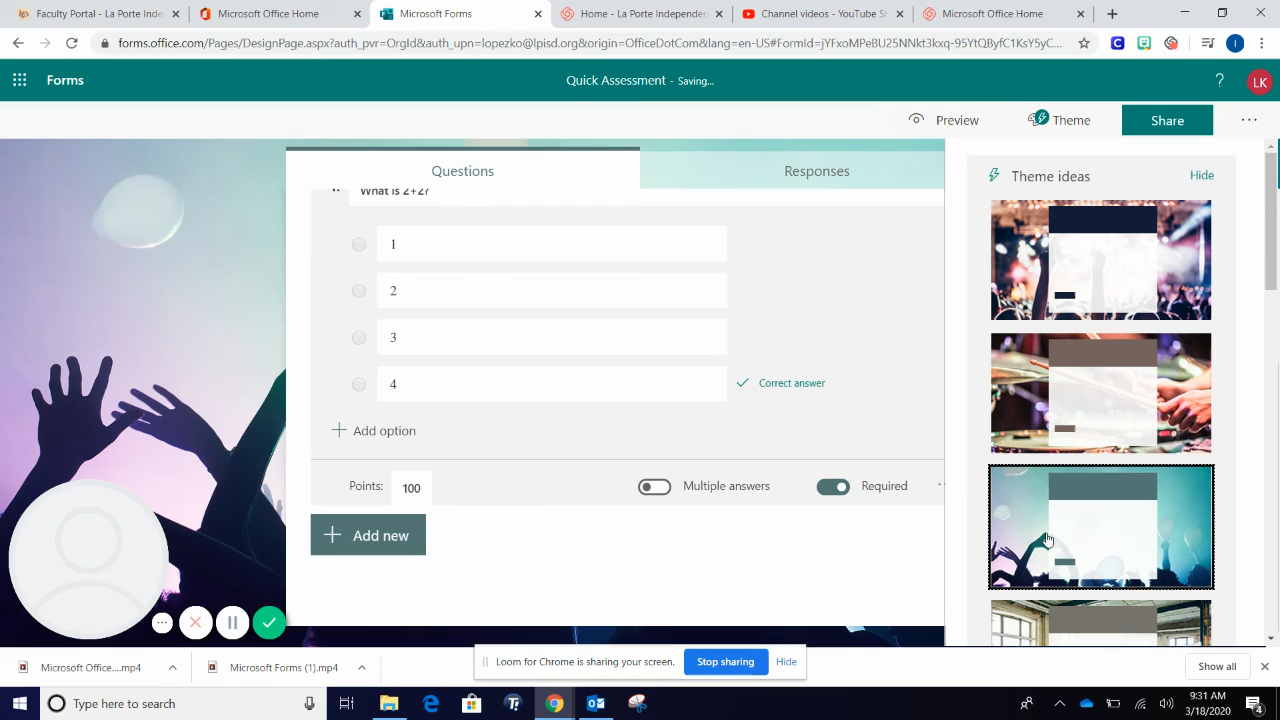 Faculty Portal - La Porte Indepen
Microsoft Office Home
Microsoft Forms
Home - La Porte Independen
Channel videos - YouTube St
Microsoft Office Home
forms.office.com/Pages/DesignPage.aspx?auth_pvr=OrgId&auth_upn=lopezko@lpisd.org&origin=OfficeDotCom&lang=en-US#FormId=jYFxoMPeBU25NNkt3kxq-95YtQByfC1KsY5yC...
Forms
Quick Assessment - Saving...
?
LK
Preview
Theme
Share
...
Questions
Responses
Theme ideas
Hide
What is 2+2?
1
2
3
4
Correct answer
Add option
Points:
100
Multiple answers
Required
Add new
Loom for Chrome is sharing your screen.
Stop sharing
Hide
Microsoft Office....mp4
Microsoft Forms (1).mp4
Show all
Type here to search
9:31 AM
3/18/2020
4